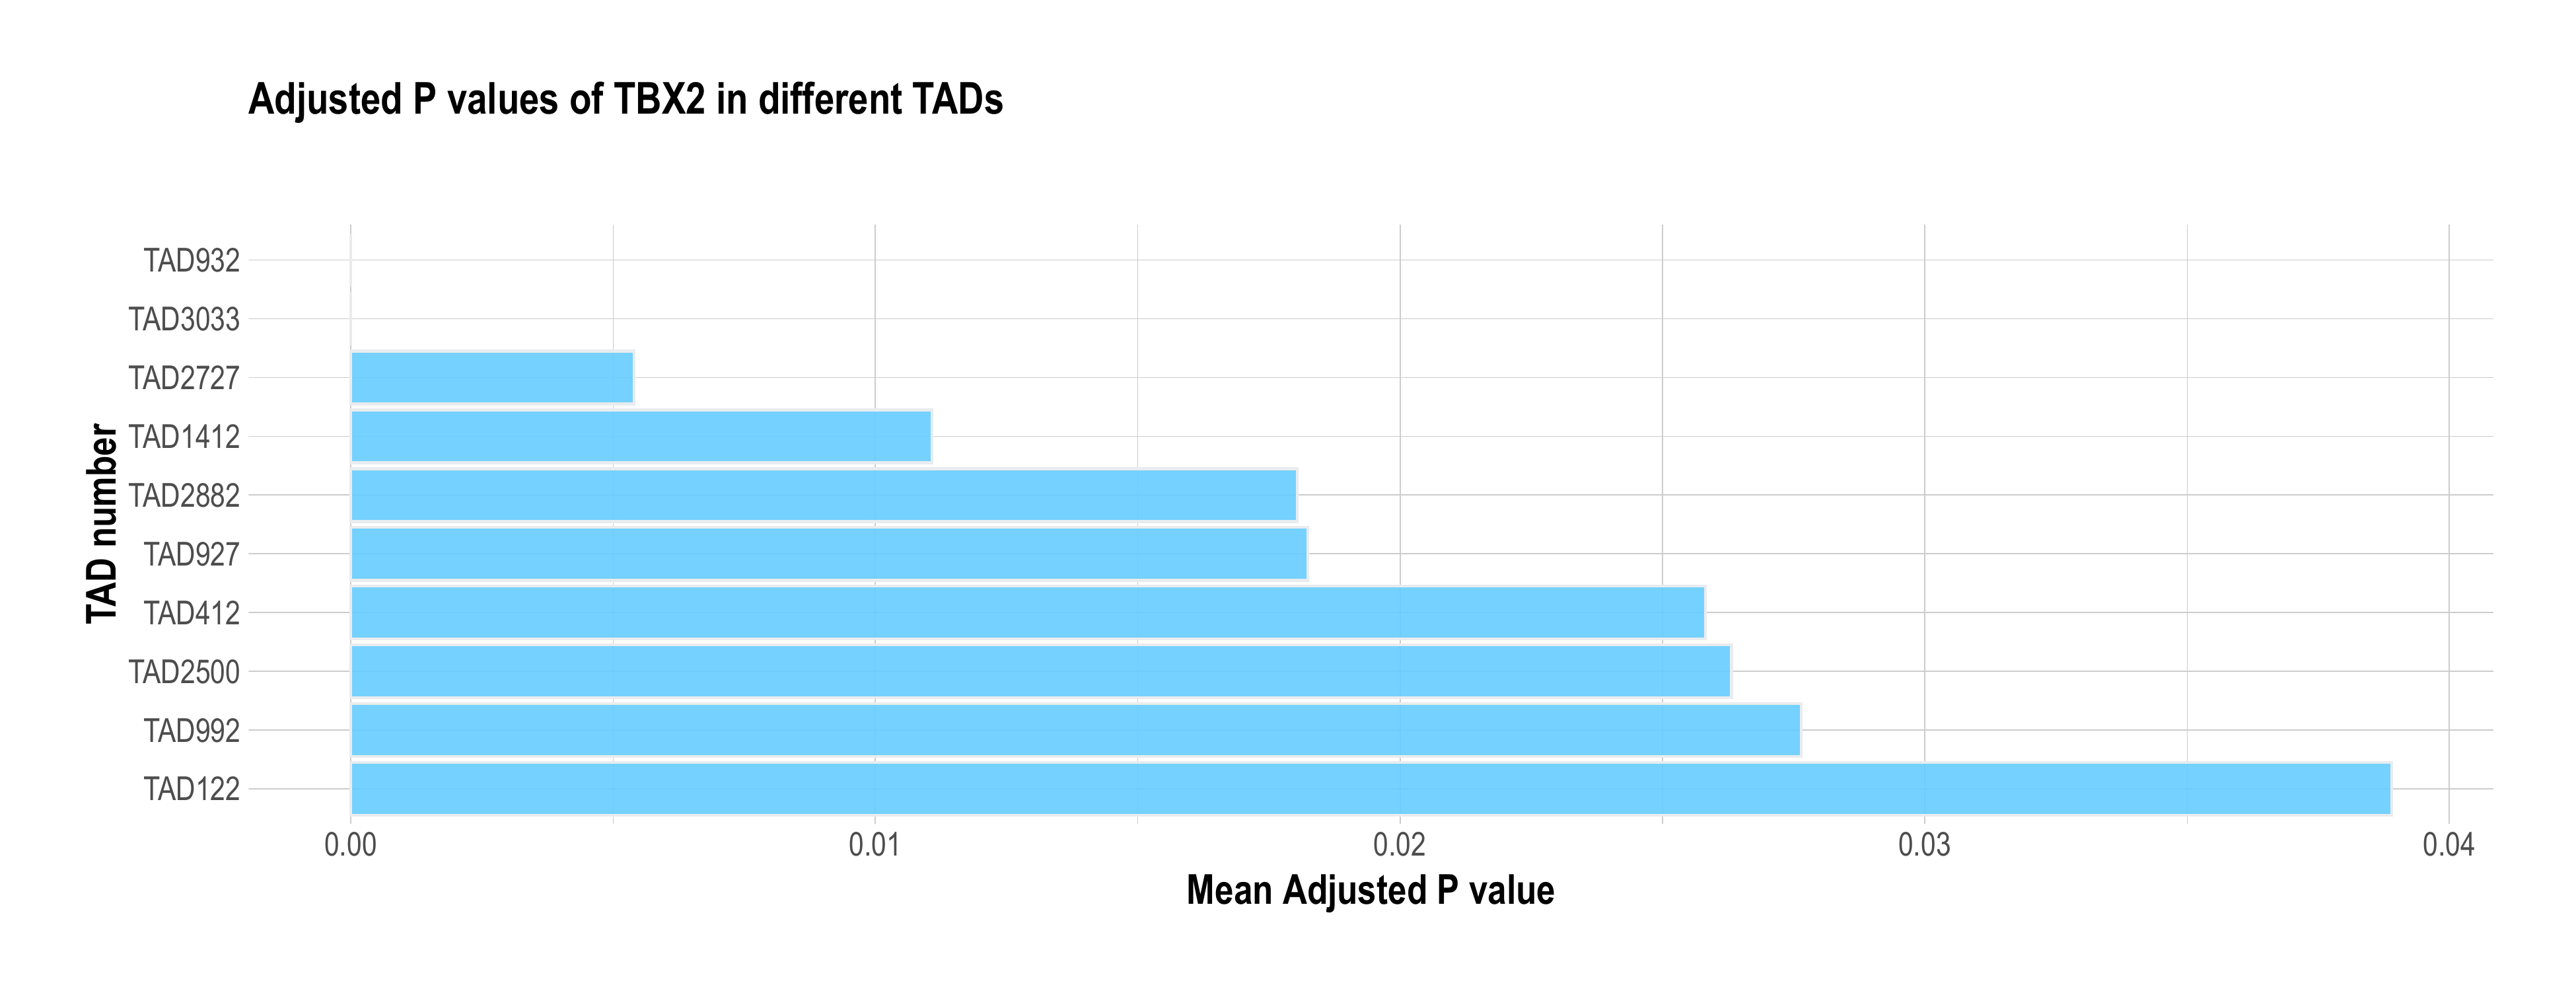 Adjusted P values of TBX2 in different TADs
TAD932
TAD3033
TAD2727
TAD1412
TAD2882
TAD927
TAD412
TAD2500
TAD992
TAD122
TAD number
0.00 0.01 0.02 0.03 0.04
Mean Adjusted P value